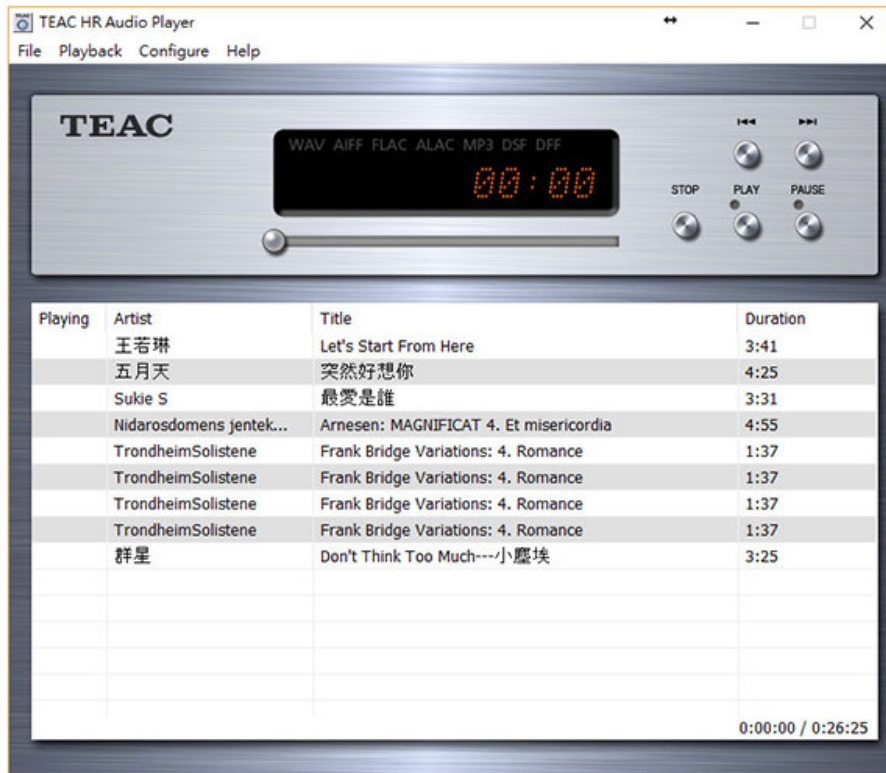 TEAC HR Audio Player
File Playback Configure Help
TEAC
WAV AIFF FLAC ALAC MP3 DSF DFF
00:00
STOP PLAY PAUSE
Playing Artist Title Duration
王若琳 Let's Start From Here 3:41
五月天 突然好想你 4:25
Sukie S 最愛是誰 3:31
Nidarosdomens jentek... Arnesen: MAGNIFICAT 4. Et misericordia 4:55
TrondheimSolistene Frank Bridge Variations: 4. Romance 1:37
TrondheimSolistene Frank Bridge Variations: 4. Romance 1:37
TrondheimSolistene Frank Bridge Variations: 4. Romance 1:37
TrondheimSolistene Frank Bridge Variations: 4. Romance 1:37
群星 Don't Think Too Much---小塵埃 3:25
0:00:00 / 0:26:25